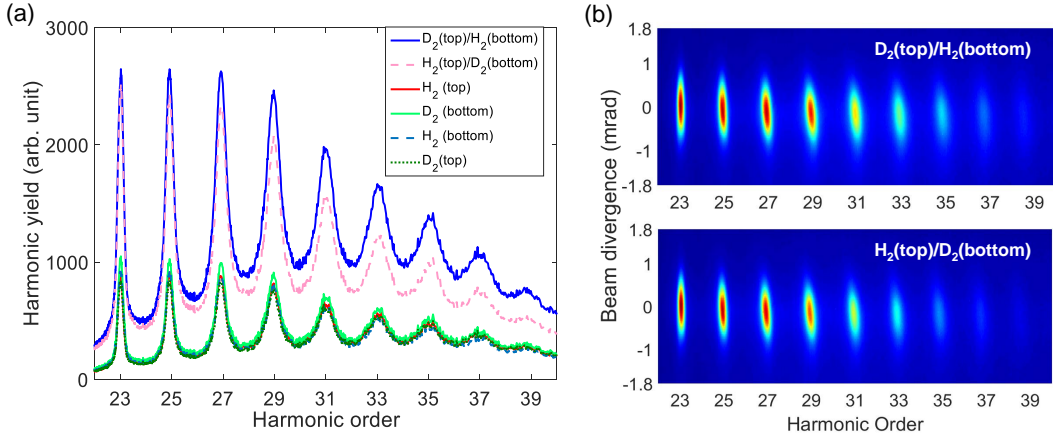 (a)
3000
2000
1000
0
Harmonic yield (arb. unit)
D2(top)/H2(bottom)
H2(top)/D2(bottom)
H2 (top)
D2 (bottom)
H2 (bottom)
D2(top)
23 25 27 29 31 33 35 37 39
Harmonic order
(b)
Beam divergence (mrad)
1.8
1
0
-1
-1.8
D2(top)/H2(bottom)
23 25 27 29 31 33 35 37 39
1.8
1
0
-1
-1.8
H2(top)/D2(bottom)
23 25 27 29 31 33 35 37 39
Harmonic Order